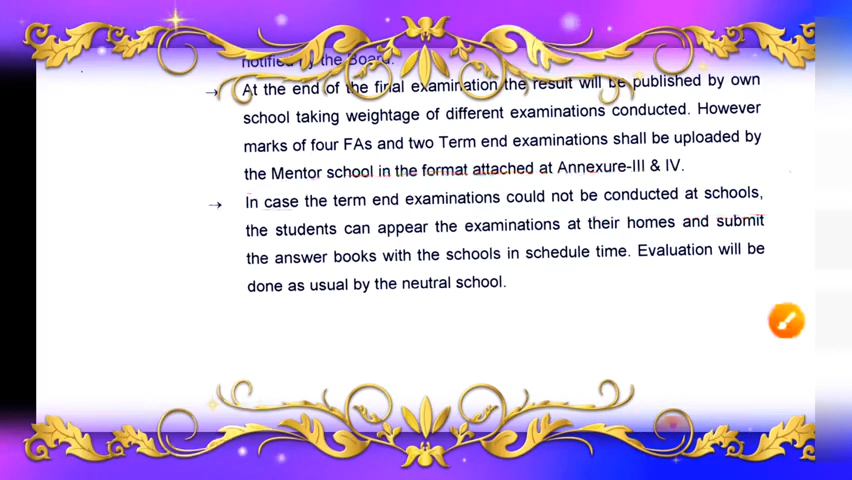 notified by the Board.
→ At the end of the final examination the result will be published by own
school taking weightage of different examinations conducted. However
marks of four FAs and two Term end examinations shall be uploaded by
the Mentor school in the format attached at Annexure-III & IV.
→ In case the term end examinations could not be conducted at schools,
the students can appear the examinations at their homes and submit
the answer books with the schools in schedule time. Evaluation will be
done as usual by the neutral school.